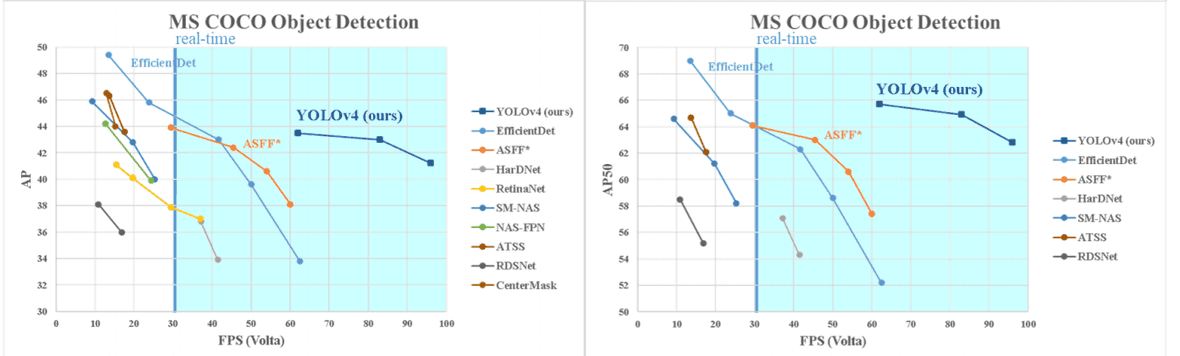 MS COCO Object Detection
real-time
50
48
46
44
42
40
38
36
34
32
30
AP
0 10 20 30 40 50 60 70 80 90 100
FPS (Volta)
EfficientDet
YOLOv4 (ours)
ASFF*
YOLOv4 (ours)
EfficientDet
ASFF*
HarDNet
RetinaNet
SM-NAS
NAS-FPN
ATSS
RDSNet
CenterMask
MS COCO Object Detection
real-time
70
68
66
64
62
60
58
56
54
52
50
AP50
0 10 20 30 40 50 60 70 80 90 100
FPS (Volta)
EfficientDet
YOLOv4 (ours)
ASFF*
YOLOv4 (ours)
EfficientDet
ASFF*
HarDNet
SM-NAS
ATSS
RDSNet